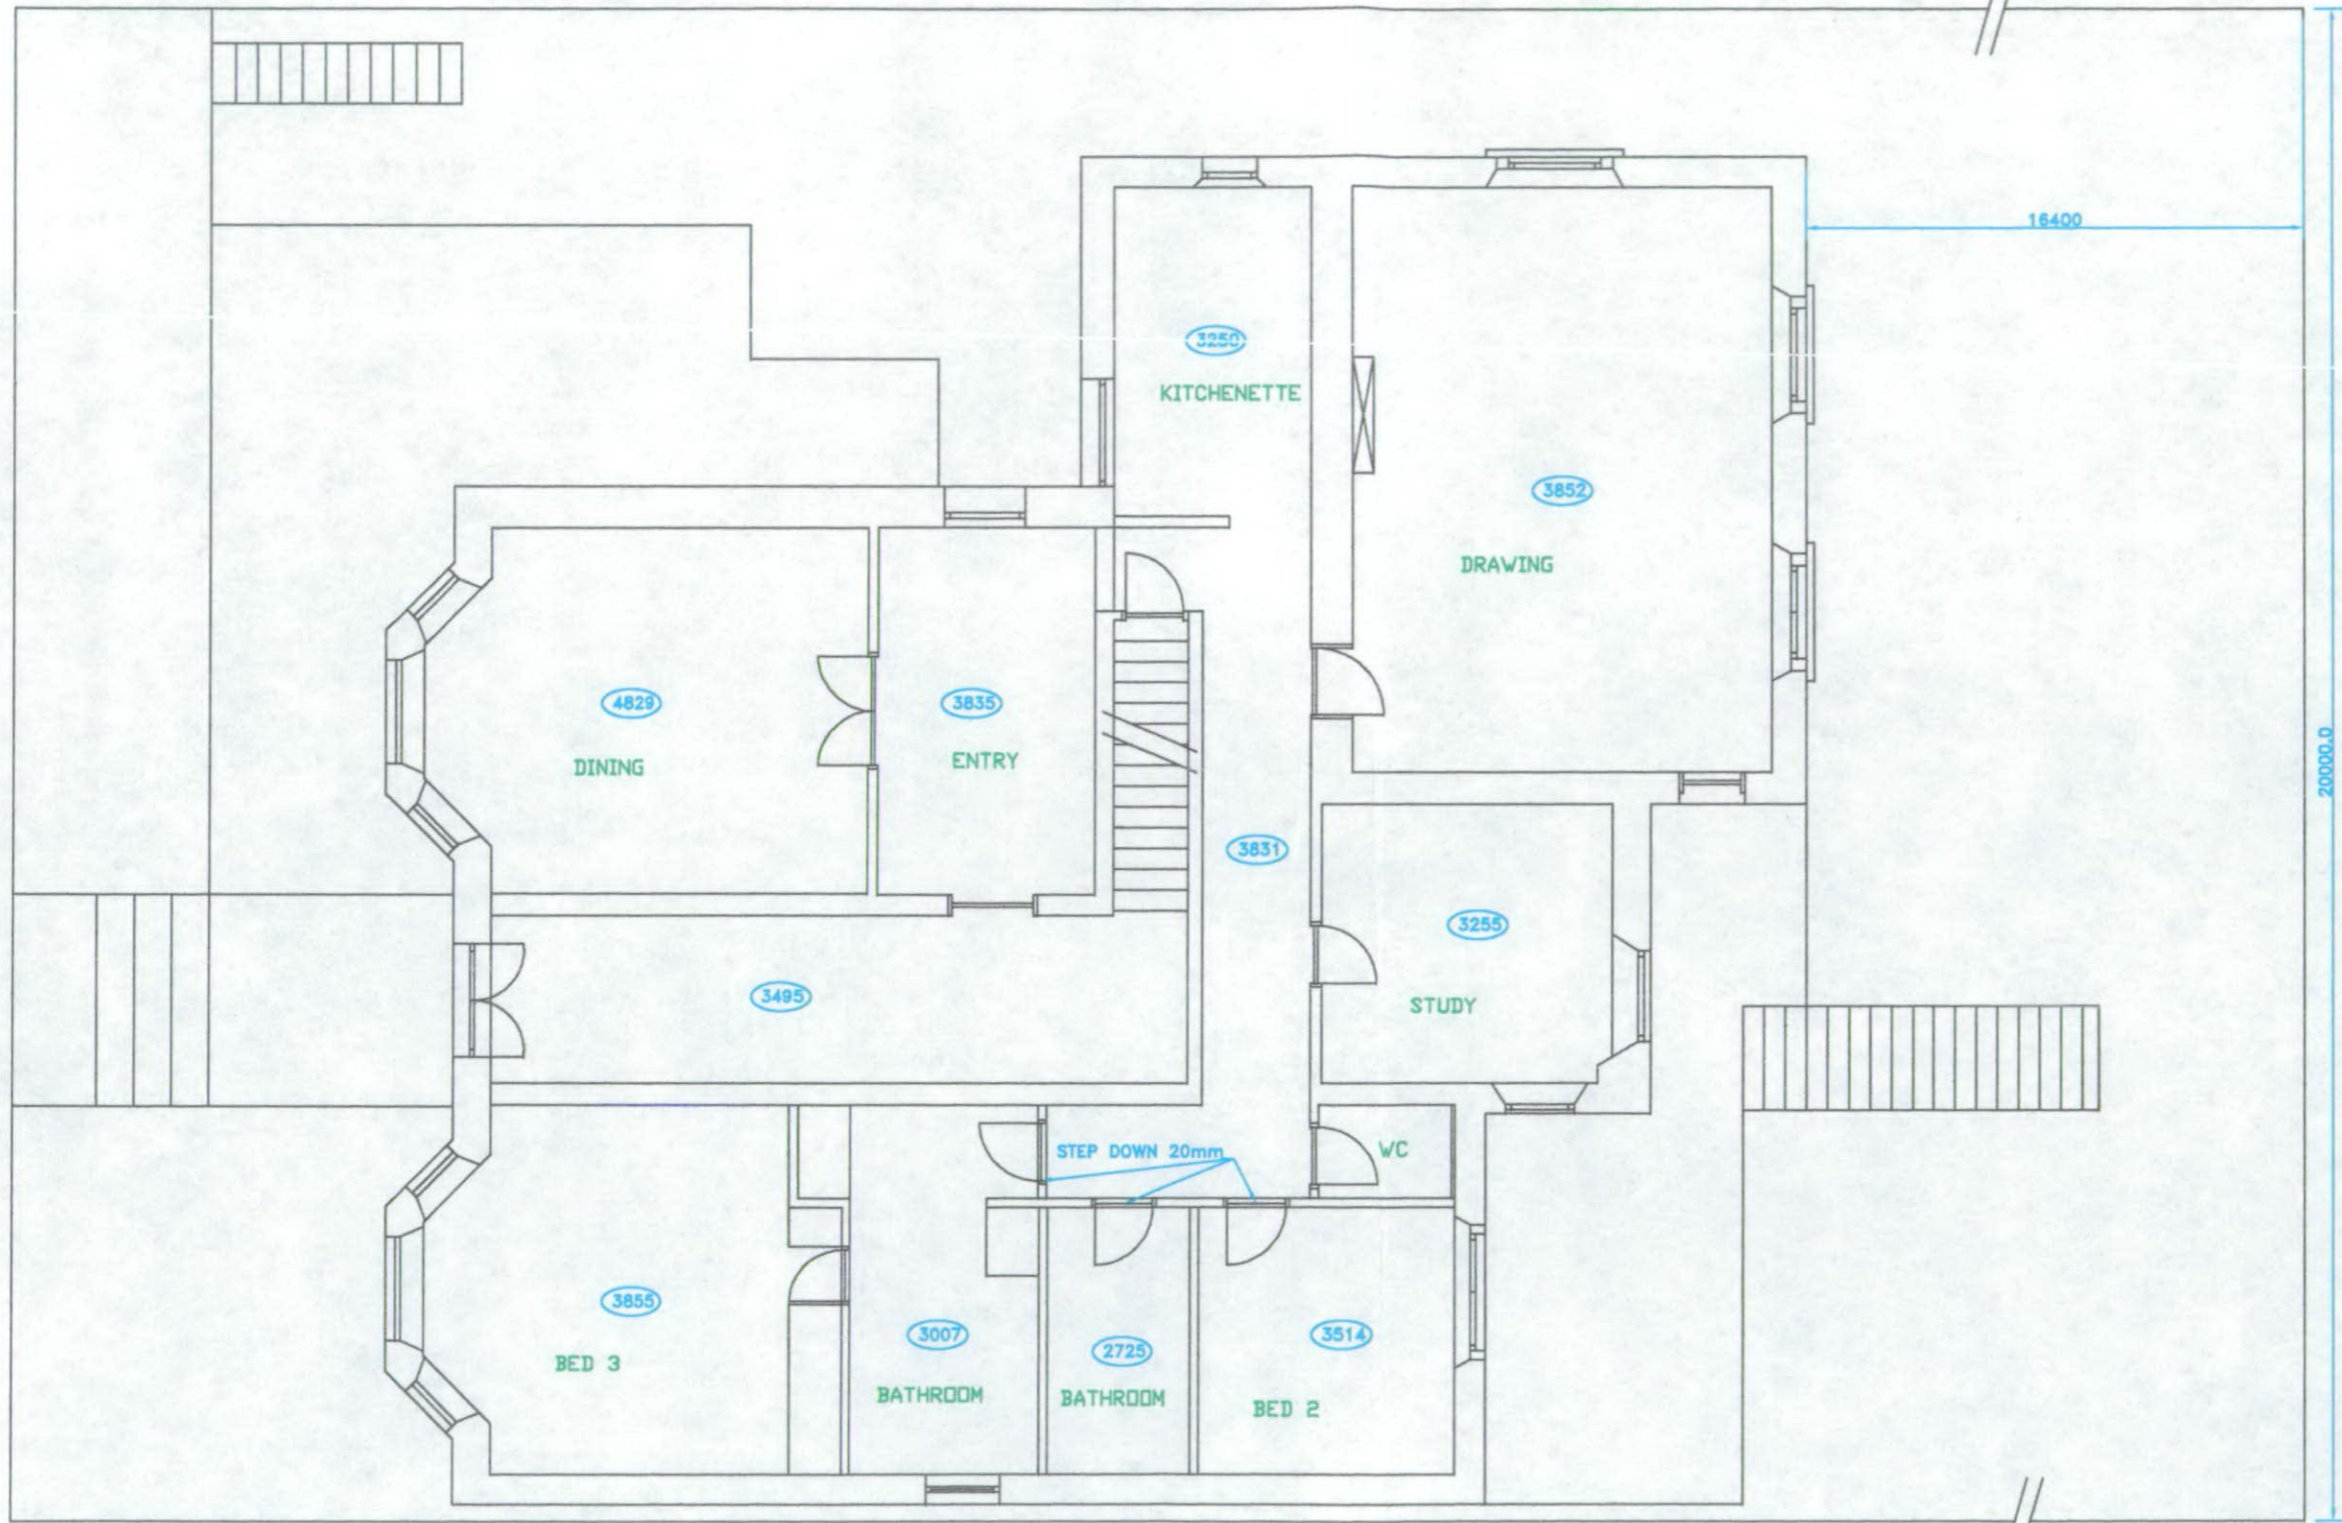 16400
3250
KITCHENETTE
3852
DRAWING
4829
DINING
3835
ENTRY
20000.0
3831
3255
STUDY
3495
STEP DOWN 20mm
WC
3855
BED 3
3007
BATHROOM
2725
BATHROOM
3514
BED 2